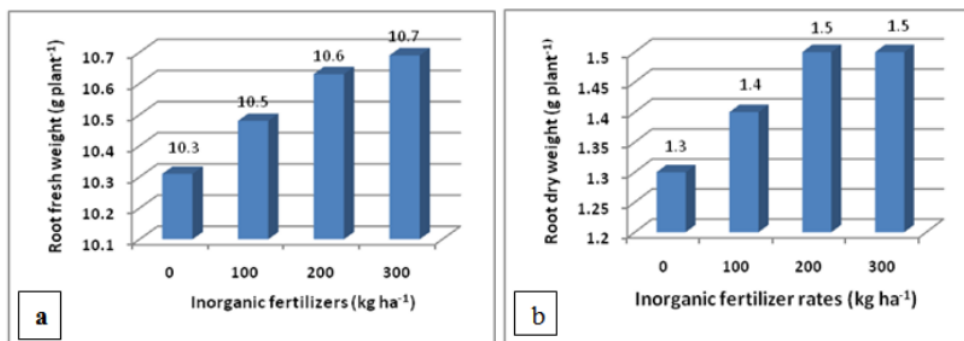 Root fresh weight (g plant⁻¹)
10.7
10.6
10.5
10.4
10.3
10.2
10.1
10.3
10.5
10.6
10.7
0 100 200 300
Inorganic fertilizers (kg ha⁻¹)
a
Root dry weight (g plant⁻¹)
1.5
1.45
1.4
1.35
1.3
1.25
1.2
1.3
1.4
1.5
1.5
0 100 200 300
Inorganic fertilizer rates (kg ha⁻¹)
b